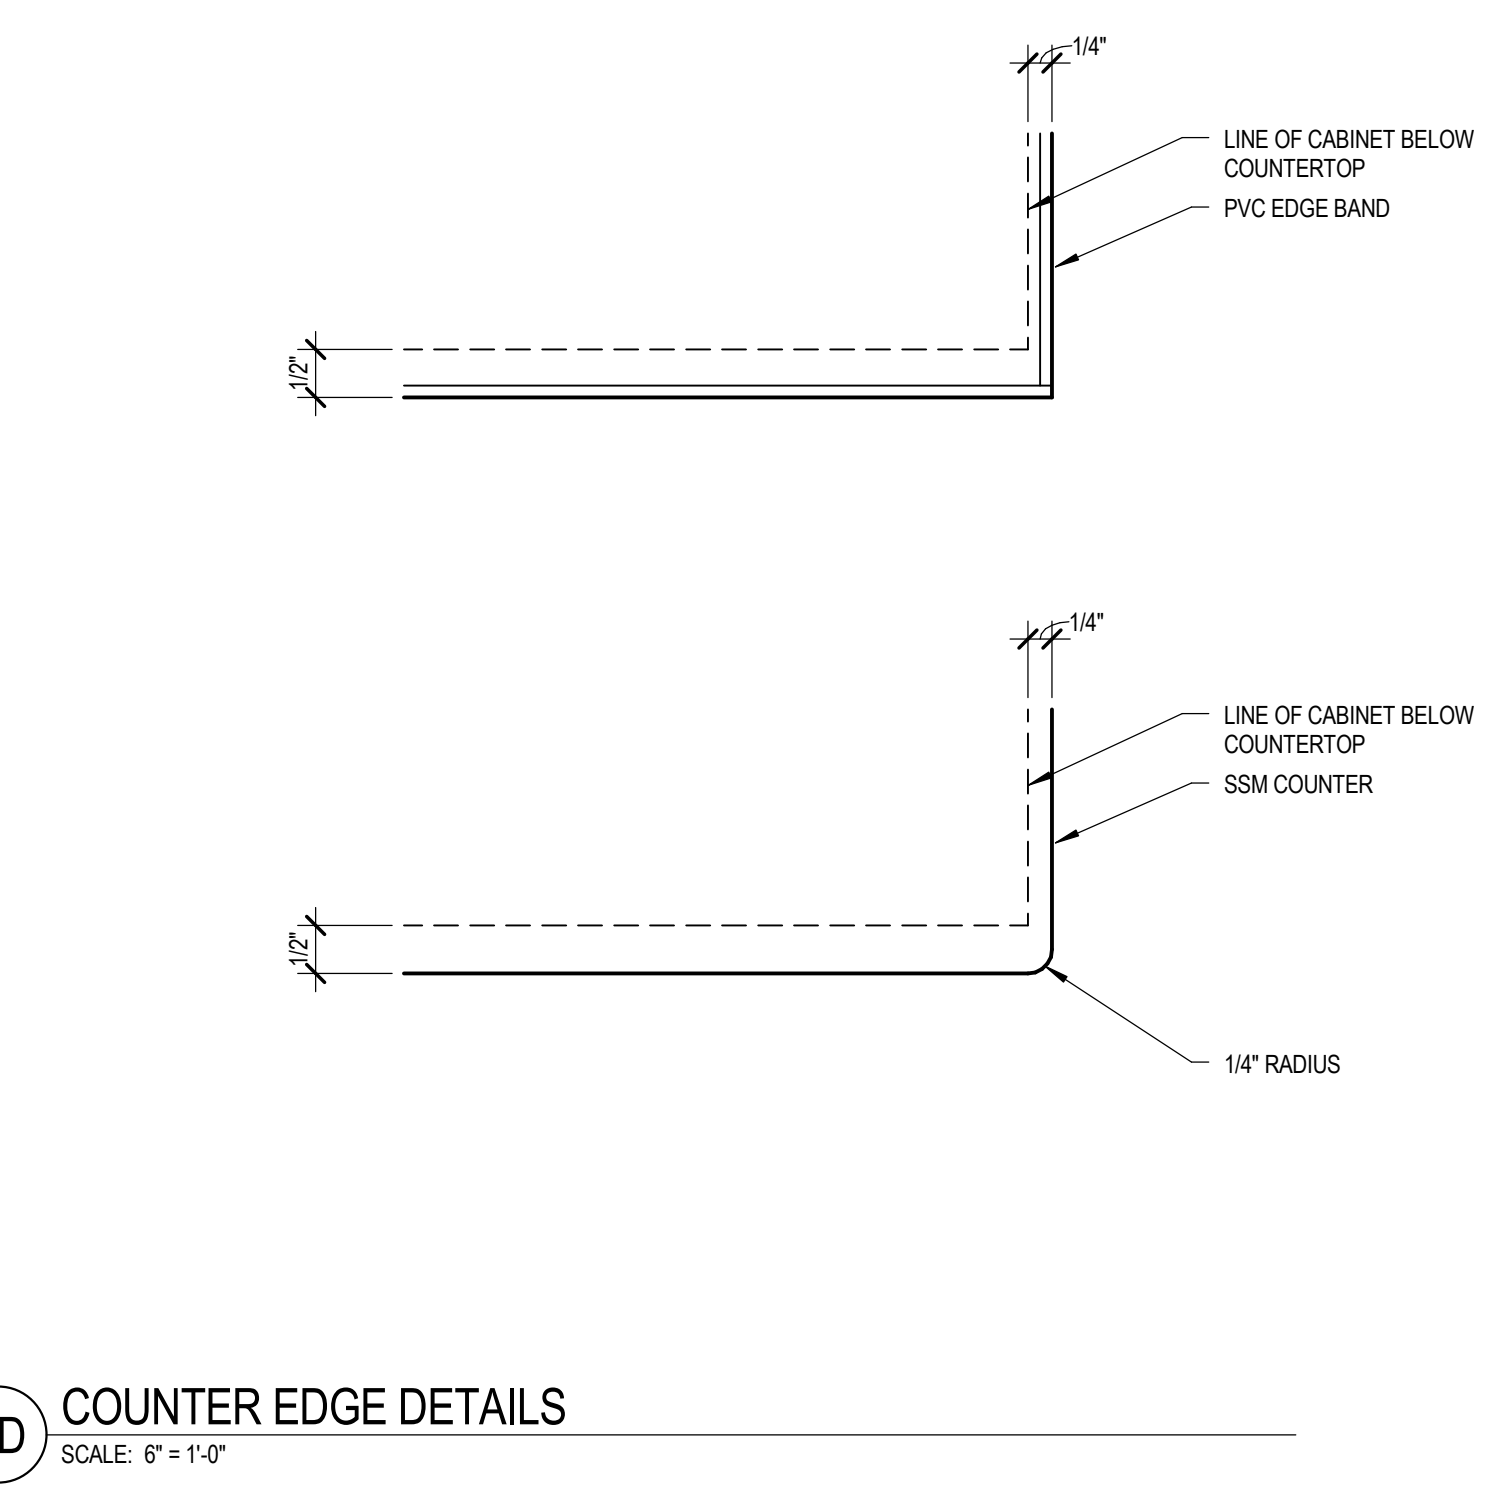 1/4"
LINE OF CABINET BELOW
COUNTERTOP
PVC EDGE BAND
1/2"
1/4"
LINE OF CABINET BELOW
COUNTERTOP
SSM COUNTER
1/2"
1/4" RADIUS
D
COUNTER EDGE DETAILS
SCALE: 6" = 1'-0"